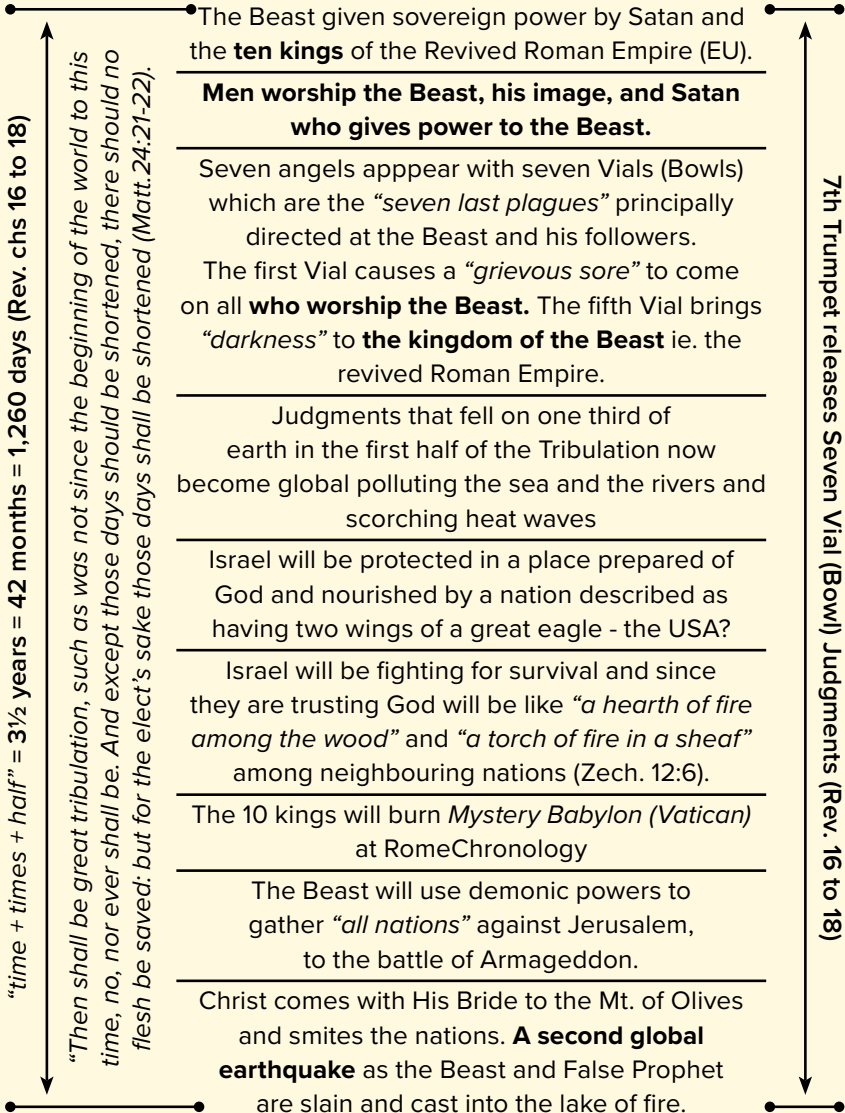 “time + times + half” = 3½ years = 42 months = 1,260 days (Rev. chs 16 to 18)
“Then shall be great tribulation, such as was not since the beginning of the world to this
time, no, nor ever shall be. And except those days should be shortened, there should no
flesh be saved: but for the elect’s sake those days shall be shortened (Matt.24:21-22).
The Beast given sovereign power by Satan and
the ten kings of the Revived Roman Empire (EU).
Men worship the Beast, his image, and Satan
who gives power to the Beast.
Seven angels apppear with seven Vials (Bowls)
which are the “seven last plagues” principally
directed at the Beast and his followers.
The first Vial causes a “grievous sore” to come
on all who worship the Beast. The fifth Vial brings
“darkness” to the kingdom of the Beast ie. the
revived Roman Empire.
Judgments that fell on one third of
earth in the first half of the Tribulation now
become global polluting the sea and the rivers and
scorching heat waves
Israel will be protected in a place prepared of
God and nourished by a nation described as
having two wings of a great eagle - the USA?
Israel will be fighting for survival and since
they are trusting God will be like “a hearth of fire
among the wood” and “a torch of fire in a sheaf”
among neighbouring nations (Zech. 12:6).
The 10 kings will burn Mystery Babylon (Vatican)
at RomeChronology
The Beast will use demonic powers to
gather “all nations” against Jerusalem,
to the battle of Armageddon.
Christ comes with His Bride to the Mt. of Olives
and smites the nations. A second global
earthquake as the Beast and False Prophet
are slain and cast into the lake of fire.
7th Trumpet releases Seven Vial (Bowl) Judgments (Rev. 16 to 18)